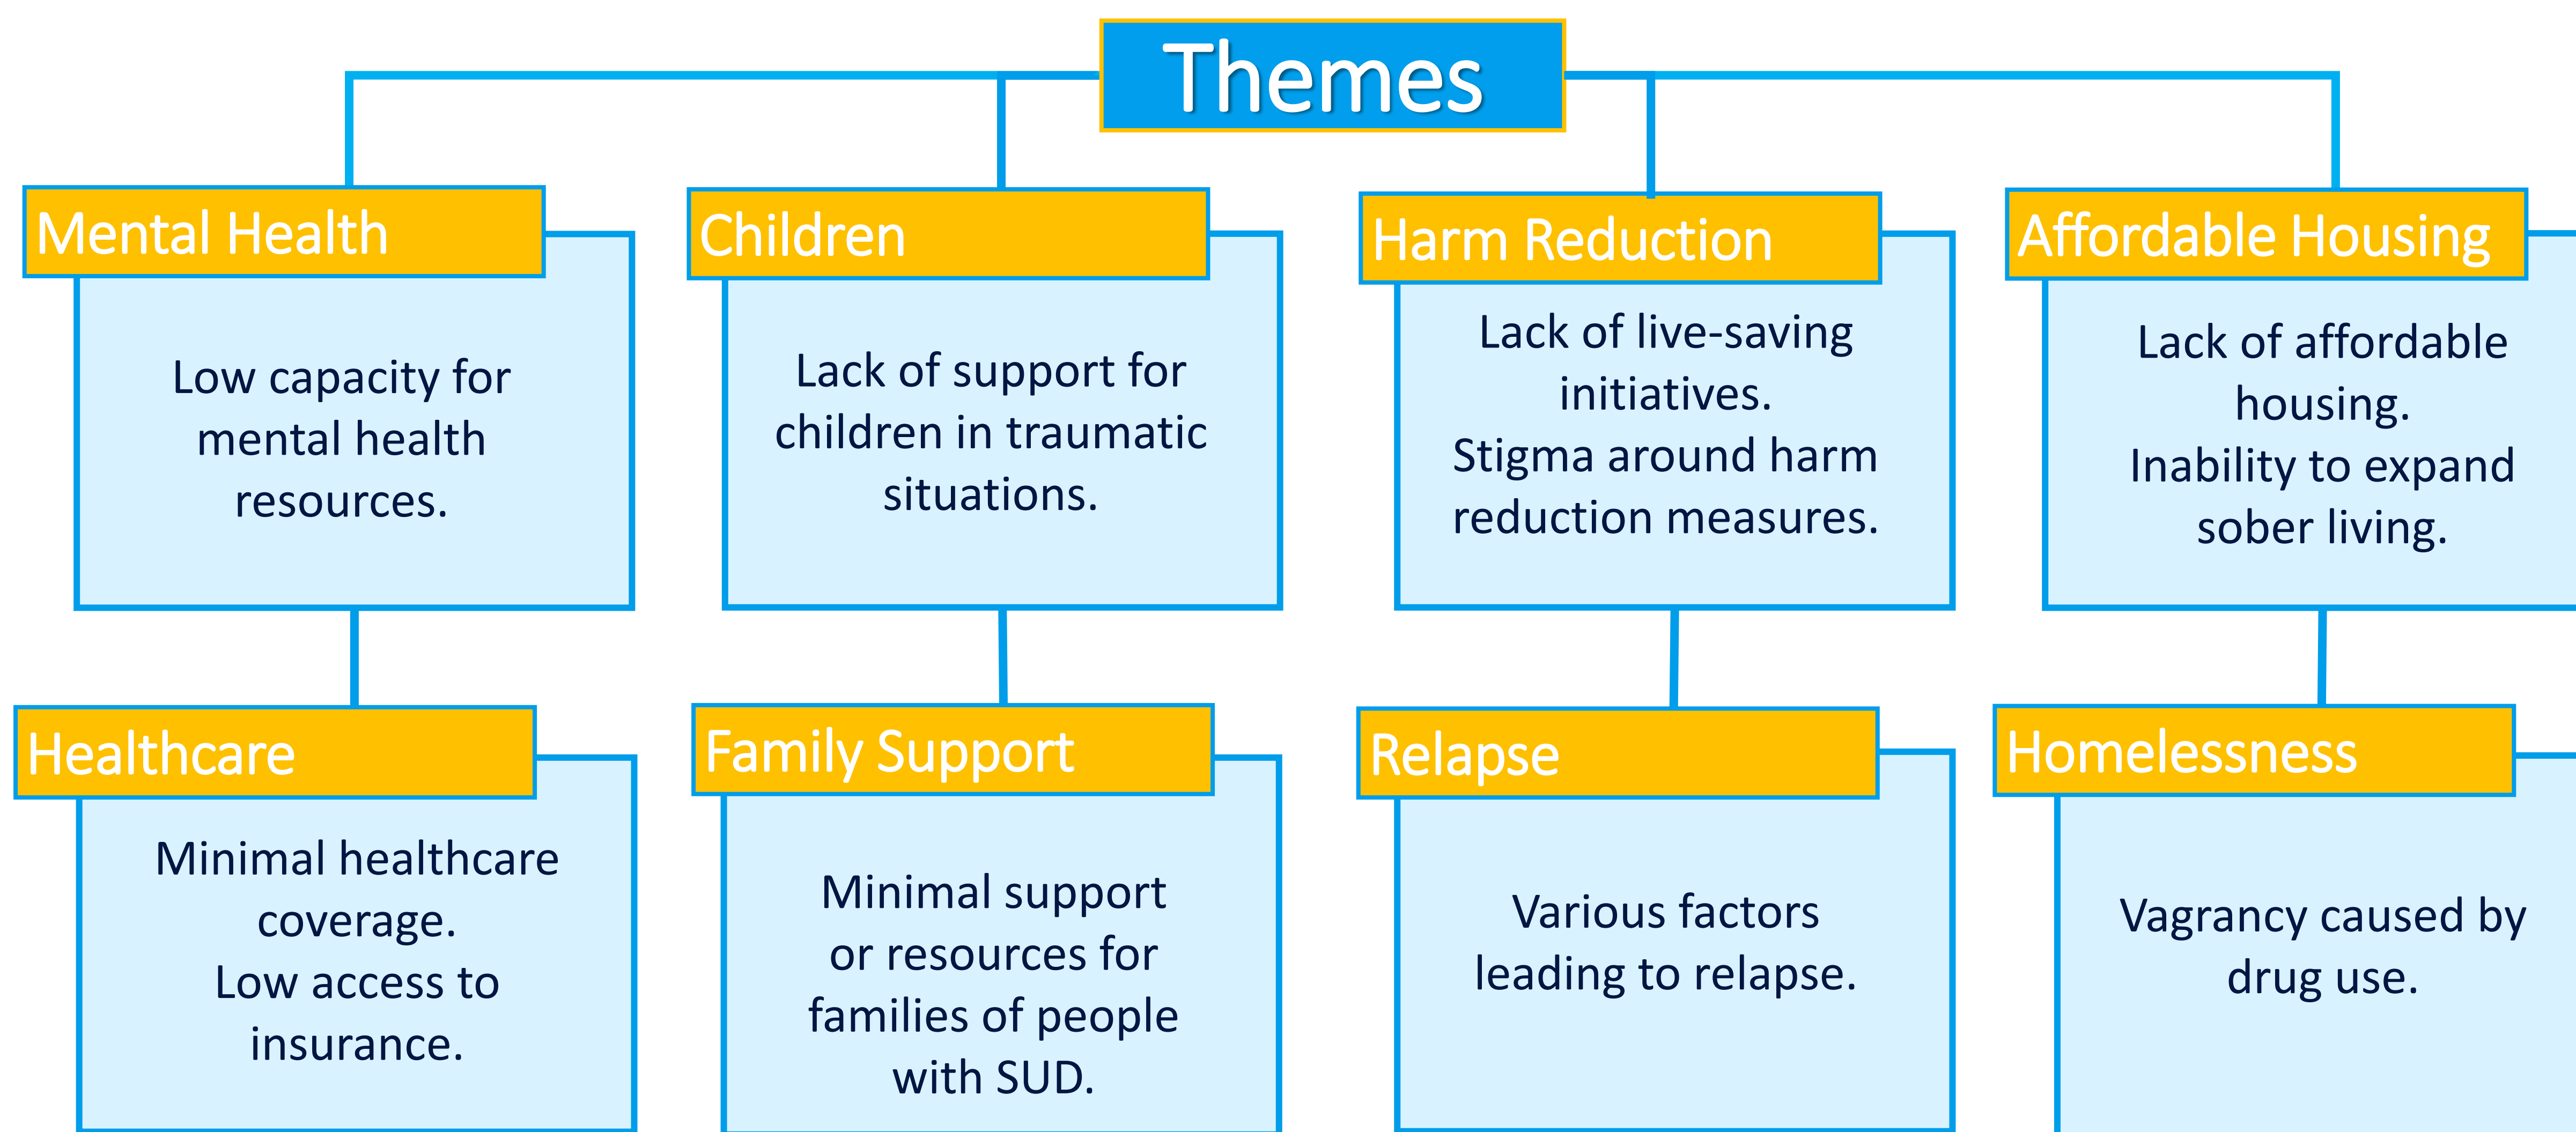 Themes
Mental Health
Low capacity for
mental health
resources.
Children
Lack of support for
children in traumatic
situations.
Harm Reduction
Lack of live-saving
initiatives.
Stigma around harm
reduction measures.
Affordable Housing
Lack of affordable
housing.
Inability to expand
sober living.
Healthcare
Minimal healthcare
coverage.
Low access to
insurance.
Family Support
Minimal support
or resources for
families of people
with SUD.
Relapse
Various factors
leading to relapse.
Homelessness
Vagrancy caused by
drug use.